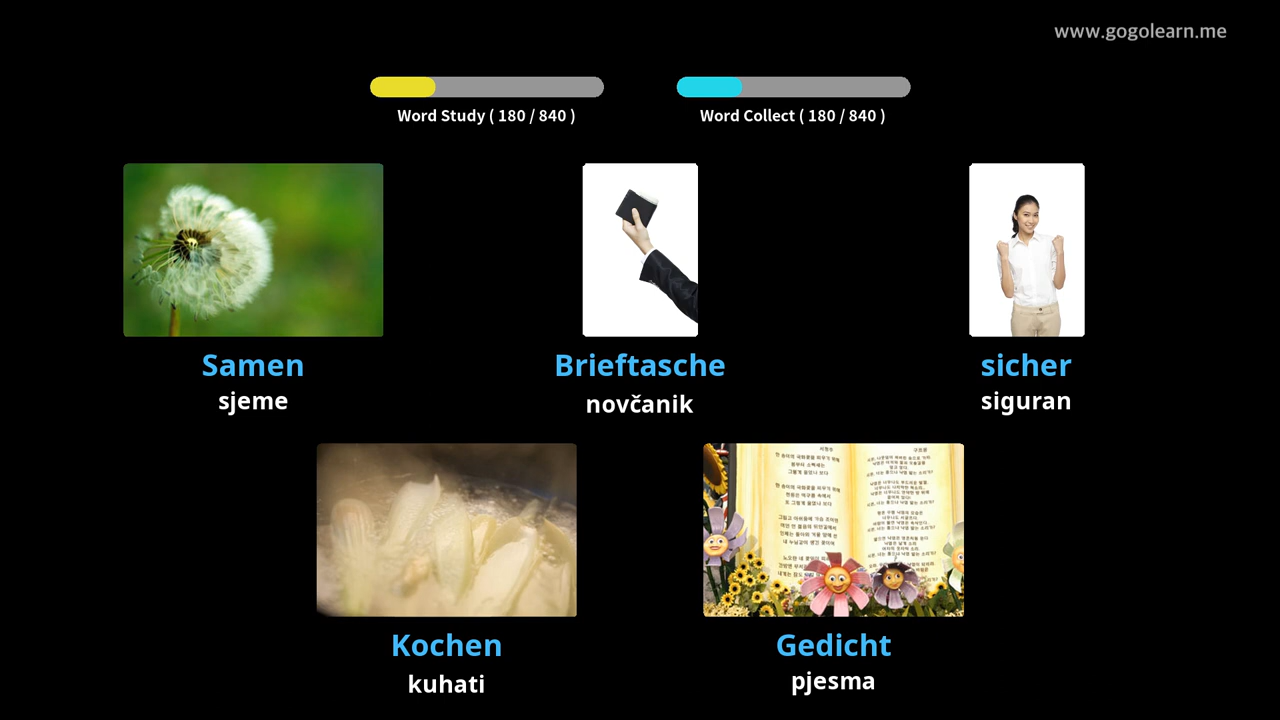 www.gogolearn.me
Word Study ( 180 / 840 )
Word Collect ( 180 / 840 )
Samen
sjeme
Brieftasche
novčanik
sicher
siguran
Kochen
kuhati
Gedicht
pjesma